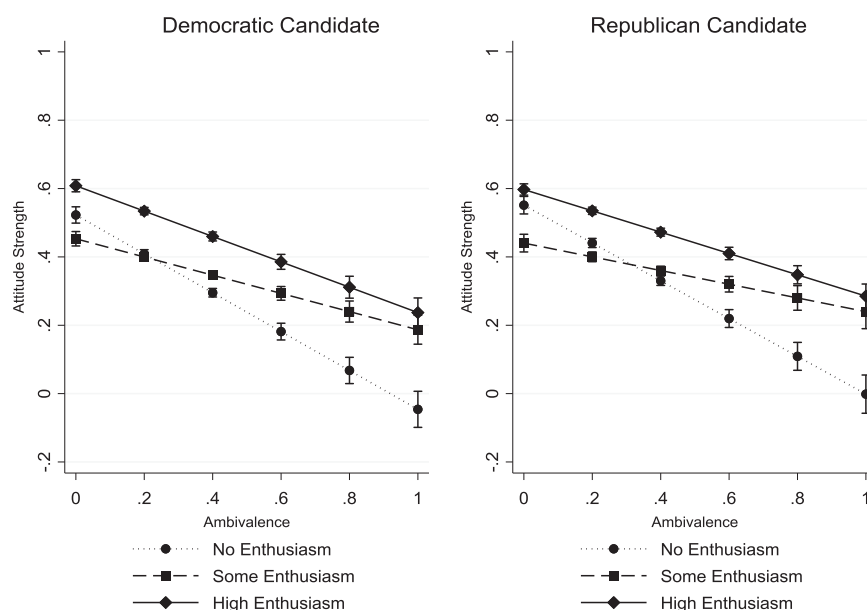 Democratic Candidate
Attitude Strength
1
.8
.6
.4
.2
0
-.2
0 .2 .4 .6 .8 1
Ambivalence
No Enthusiasm
Some Enthusiasm
High Enthusiasm
Republican Candidate
Attitude Strength
1
.8
.6
.4
.2
0
-.2
0 .2 .4 .6 .8 1
Ambivalence
No Enthusiasm
Some Enthusiasm
High Enthusiasm